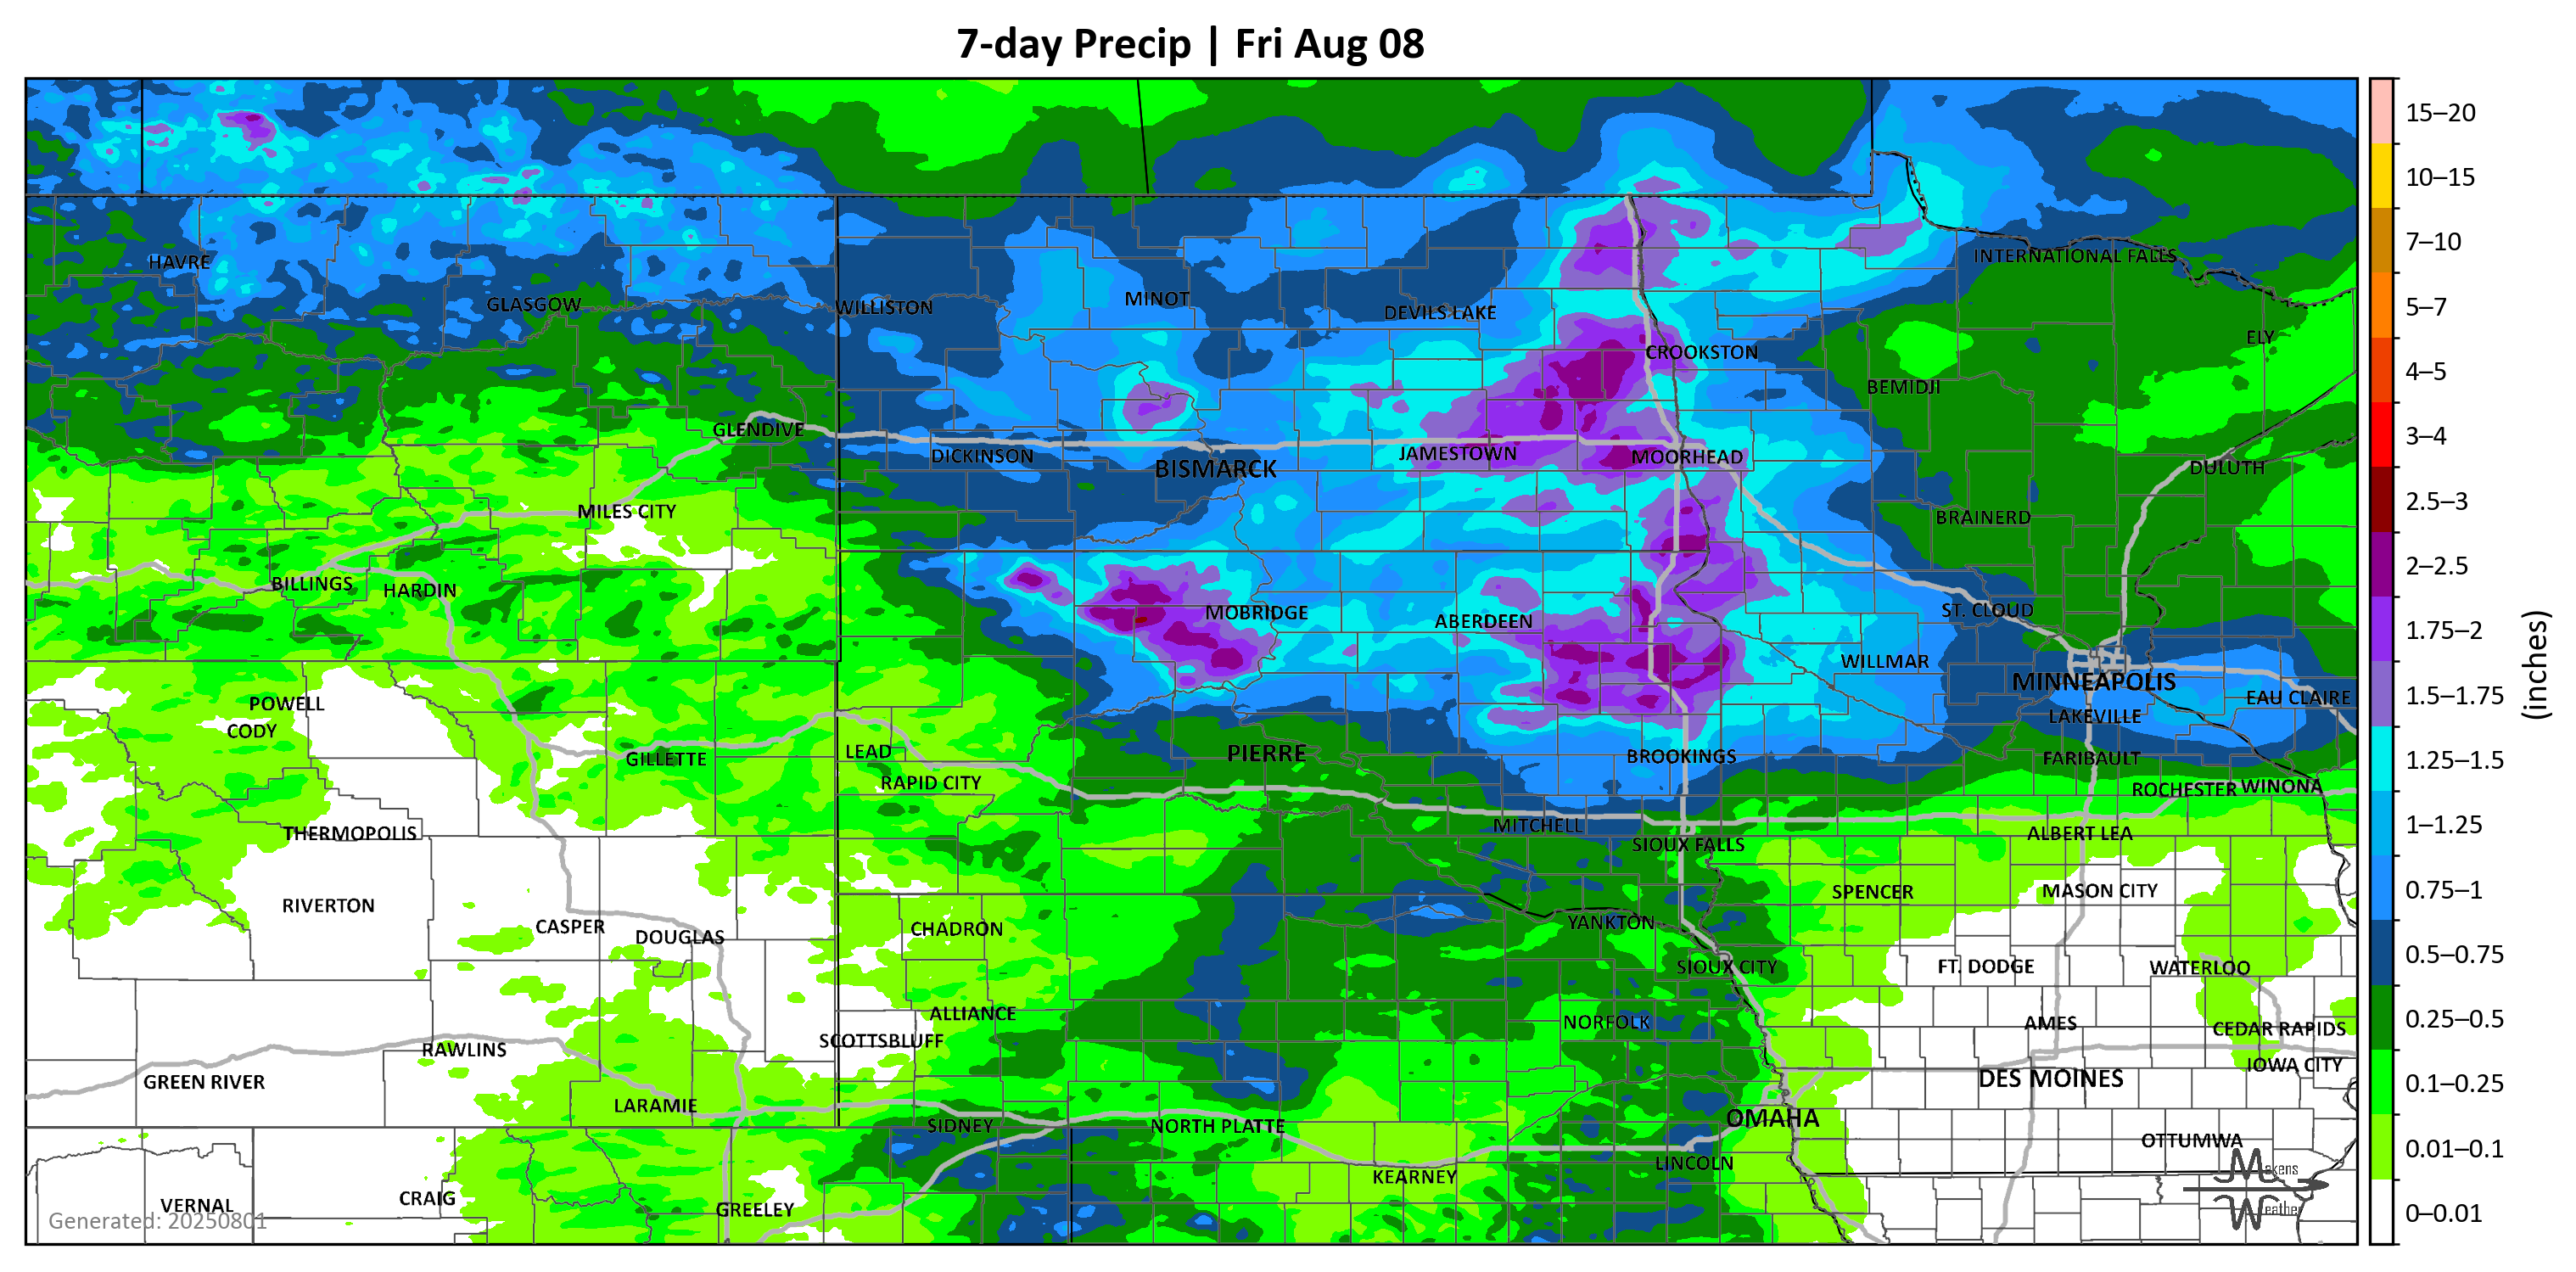 7-day Precip | Fri Aug 08
15–20
10–15
7–10
5–7
4–5
3–4
2.5–3
2–2.5
1.75–2
1.5–1.75
1.25–1.5
1–1.25
0.75–1
0.5–0.75
0.25–0.5
0.1–0.25
0.01–0.1
0–0.01
(inches)
HAVRE
INTERNATIONAL FALLS
GLASGOW
WILLISTON
MINOT
DEVILS LAKE
ELY
CROOKSTON
BEMIDJI
GLENDIVE
DICKINSON
BISMARCK
JAMESTOWN
MOORHEAD
DULUTH
MILES CITY
BRAINERD
BILLINGS
HARDIN
MOBRIDGE
ABERDEEN
ST. CLOUD
WILLMAR
MINNEAPOLIS
EAU CLAIRE
POWELL
CODY
LAKEVILLE
GILLETTE
LEAD
PIERRE
BROOKINGS
FARIBAULT
RAPID CITY
ROCHESTER
WINONA
THERMOPOLIS
MITCHELL
SIOUX FALLS
ALBERT LEA
RIVERTON
SPENCER
MASON CITY
CASPER
DOUGLAS
CHADRON
YANKTON
SIOUX CITY
FT. DODGE
WATERLOO
ALLIANCE
SCOTTSBLUFF
NORFOLK
AMES
CEDAR RAPIDS
RAWLINS
IOWA CITY
GREEN RIVER
DES MOINES
LARAMIE
SIDNEY
NORTH PLATTE
OMAHA
OTTUMWA
LINCOLN
KEARNEY
VERNAL
CRAIG
GREELEY
Generated: 20250801
Makens
Weather